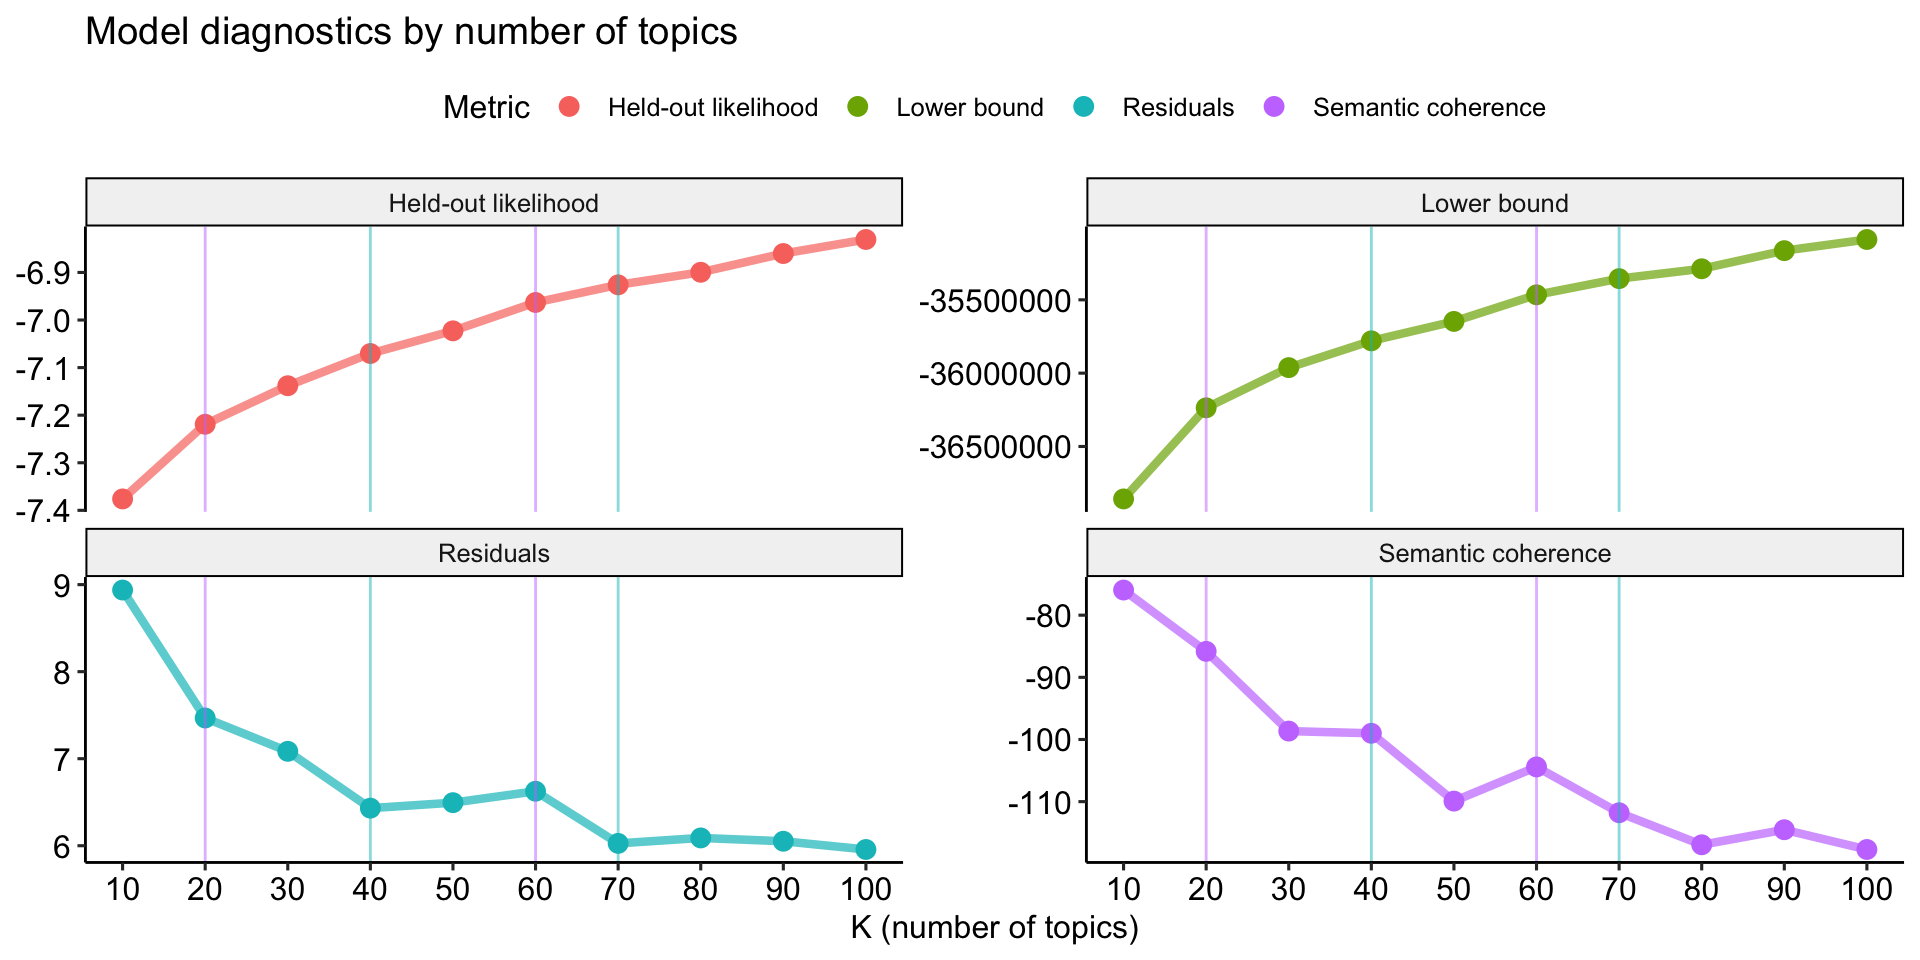 Model diagnostics by number of topics
Metric Held-out likelihood Lower bound Residuals Semantic coherence
Held-out likelihood
-6.9
-7.0
-7.1
-7.2
-7.3
-7.4
Lower bound
-35500000
-36000000
-36500000
Residuals
9
8
7
6
10 20 30 40 50 60 70 80 90 100
Semantic coherence
-80
-90
-100
-110
10 20 30 40 50 60 70 80 90 100
K (number of topics)